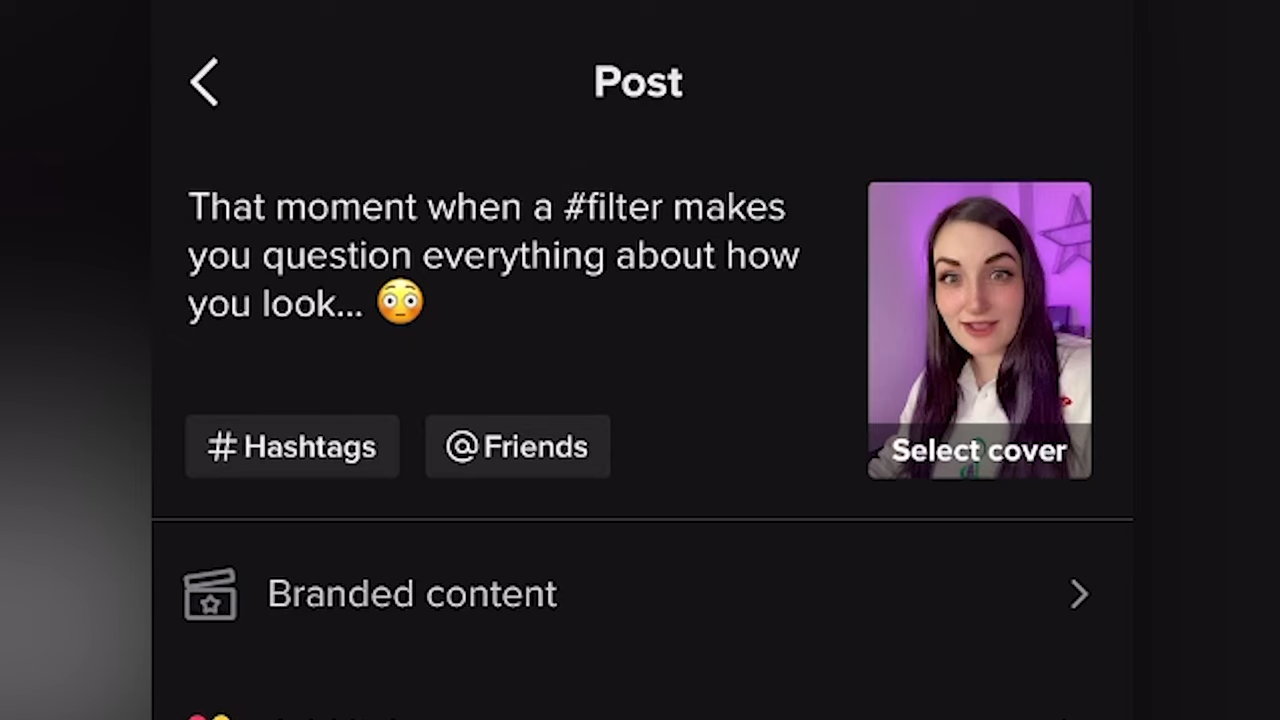 Post
That moment when a #filter makes
you question everything about how
you look... 😳
# Hashtags
@ Friends
Select cover
Branded content